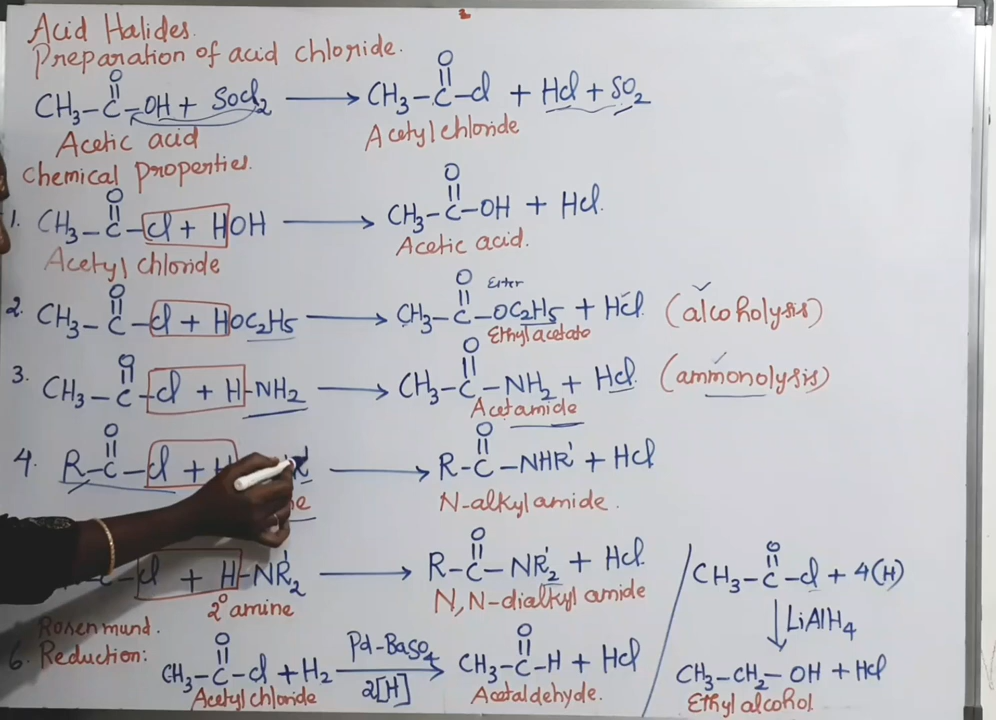 Acid Halides.
Preparation of acid chloride.
O O
CH3-C-OH + SOCl2 → CH3-C-Cl + HCl + SO2
Acetic acid Acetyl chloride
Chemical Properties.
O O
1. CH3-C-Cl + HOH → CH3-C-OH + HCl.
Acetyl chloride Acetic acid.
O O Ester
2. CH3-C-Cl + HOC2H5 → CH3-C-OC2H5 + HCl (alcoholysis)
Ethylacetate
O O
3. CH3-C-Cl + H-NH2 → CH3-C-NH2 + HCl (ammonolysis)
Acetamide
O O
4. R-C-Cl + H → R-C-NHR' + HCl
N-alkylamide.
O
C-Cl + H-NR'2 → R-C-NR'2 + HCl
2° amine N,N-dialkyl amide
Rosenmund.
6. Reduction:
O O
CH3-C-Cl + H2 Pd-BaSO4 → 2[H] CH3-C-H + HCl
Acetyl chloride Acetaldehyde.
O
CH3-C-Cl + 4(H)
↓ LiAlH4
CH3-CH2-OH + HCl
Ethyl alcohol